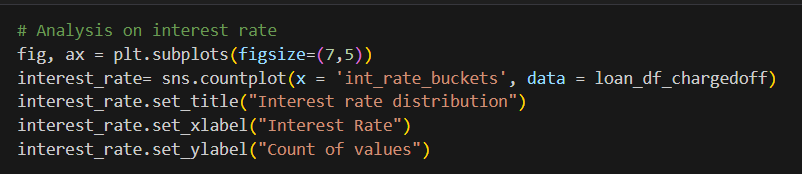 # Analysis on interest rate
fig, ax = plt.subplots(figsize=(7,5))
interest_rate= sns.countplot(x = 'int_rate_buckets', data = loan_df_chargedoff)
interest_rate.set_title("Interest rate distribution")
interest_rate.set_xlabel("Interest Rate")
interest_rate.set_ylabel("Count of values")